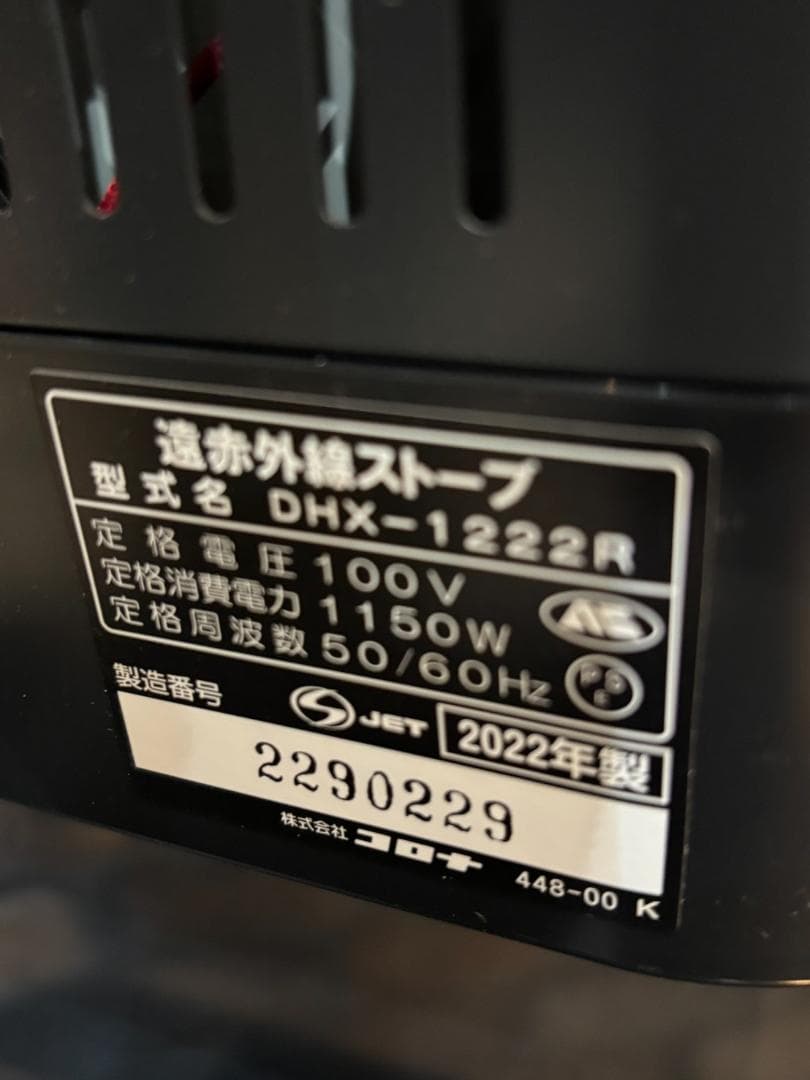 遠赤外線ストーブ
型式名 DHX-1222R
定格電圧 100V
定格消費電力 1150W
定格周波数 50/60Hz
PSE
製造番号 JET 2022年製
2290229
株式会社 コロナ
448-00 K